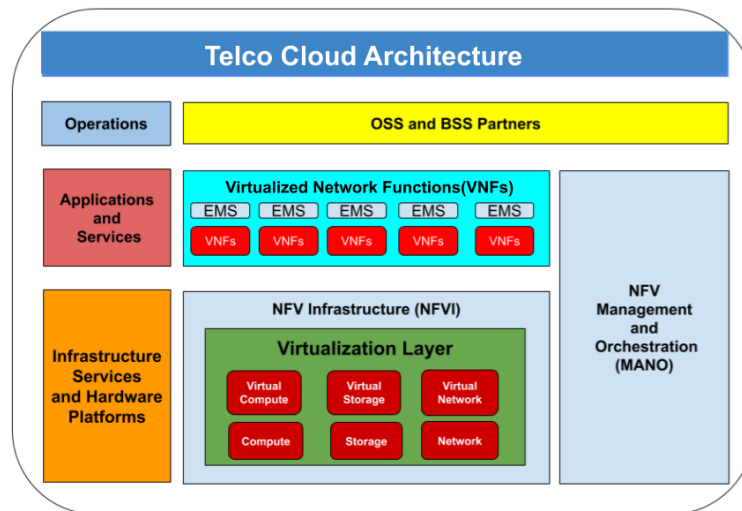 Telco Cloud Architecture
Operations
OSS and BSS Partners
Applications
and
Services
Virtualized Network Functions(VNFs)
EMS EMS EMS EMS EMS
VNFs VNFs VNFs VNFs VNFs
NFV
Management
and
Orchestration
(MANO)
Infrastructure
Services
and Hardware
Platforms
NFV Infrastructure (NFVI)
Virtualization Layer
Virtual
Compute
Virtual
Storage
Virtual
Network
Compute
Storage
Network